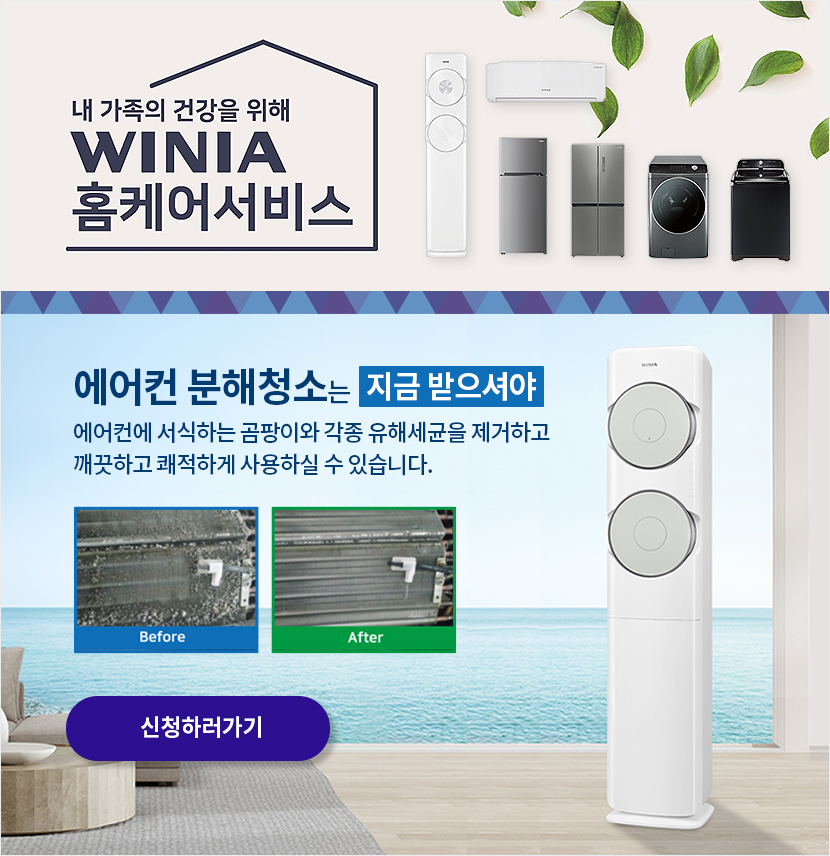 내 가족의 건강을 위해
WINIA
홈케어서비스
에어컨 분해청소는 지금 받으셔야
에어컨에 서식하는 곰팡이와 각종 유해세균을 제거하고
깨끗하고 쾌적하게 사용하실 수 있습니다.
WINIA
Before
After
신청하러가기